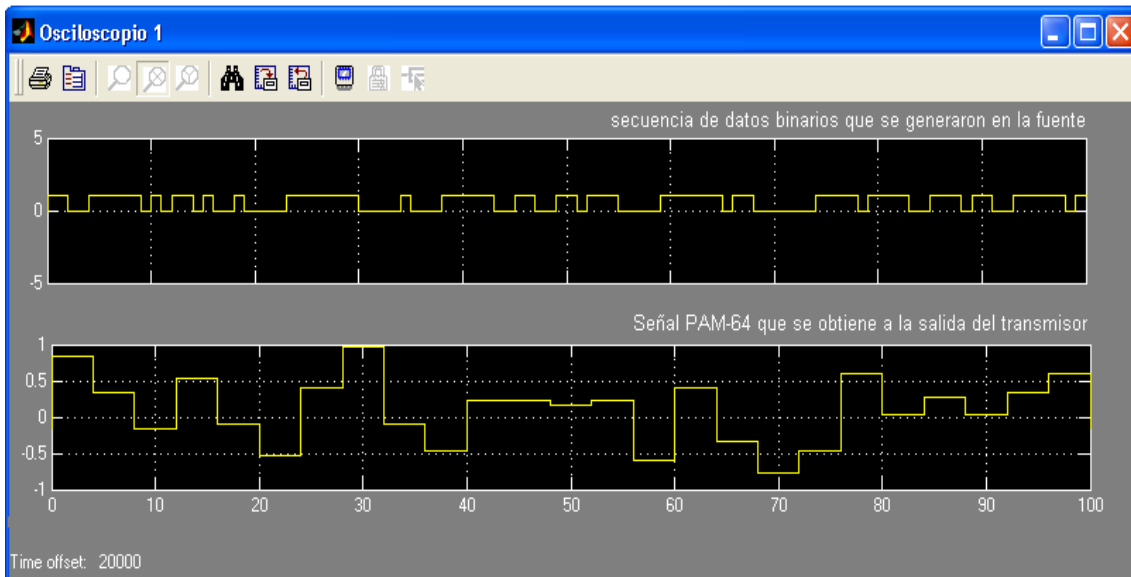 Osciloscopio 1
secuencia de datos binarios que se generaron en la fuente
5
0
-5
Señal PAM-64 que se obtiene a la salida del transmisor
1
0.5
0
-0.5
-1
0 10 20 30 40 50 60 70 80 90 100
Time offset: 20000